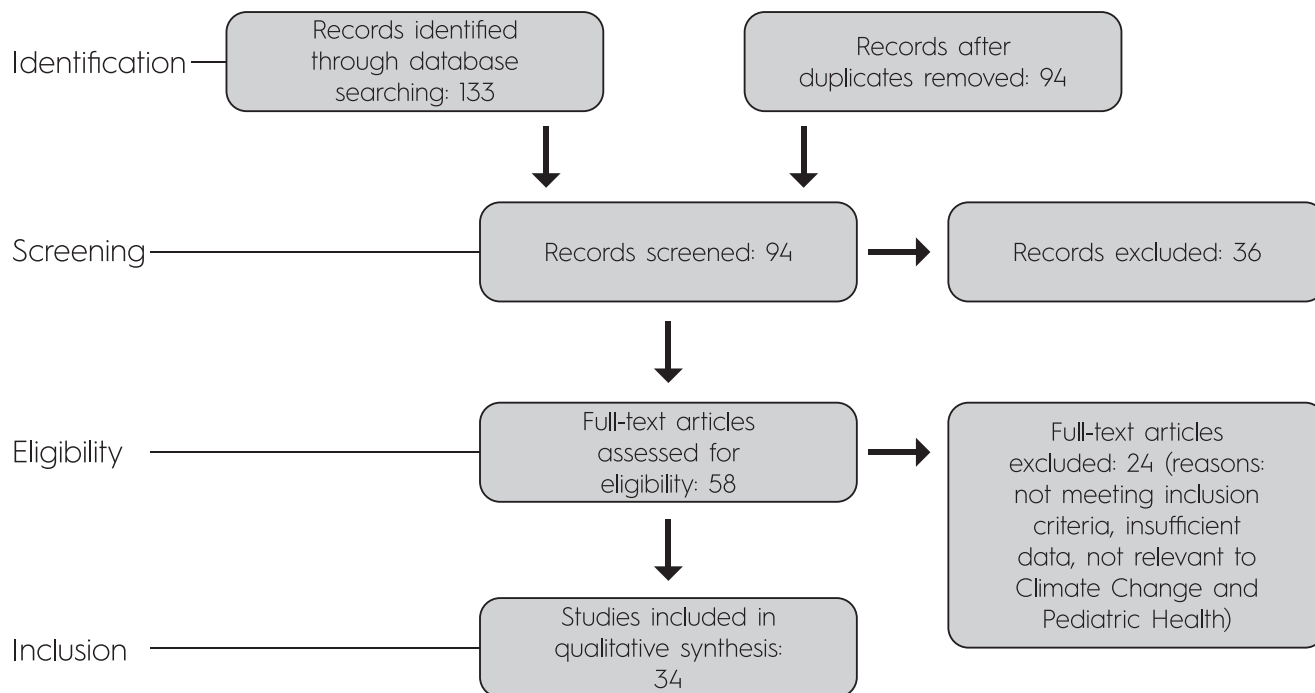 Identification
Records identified
through database
searching: 133
Records after
duplicates removed: 94
Screening
Records screened: 94
Records excluded: 36
Eligibility
Full-text articles
assessed for
eligibility: 58
Full-text articles
excluded: 24 (reasons:
not meeting inclusion
criteria, insufficient
data, not relevant to
Climate Change and
Pediatric Health)
Inclusion
Studies included in
qualitative synthesis:
34